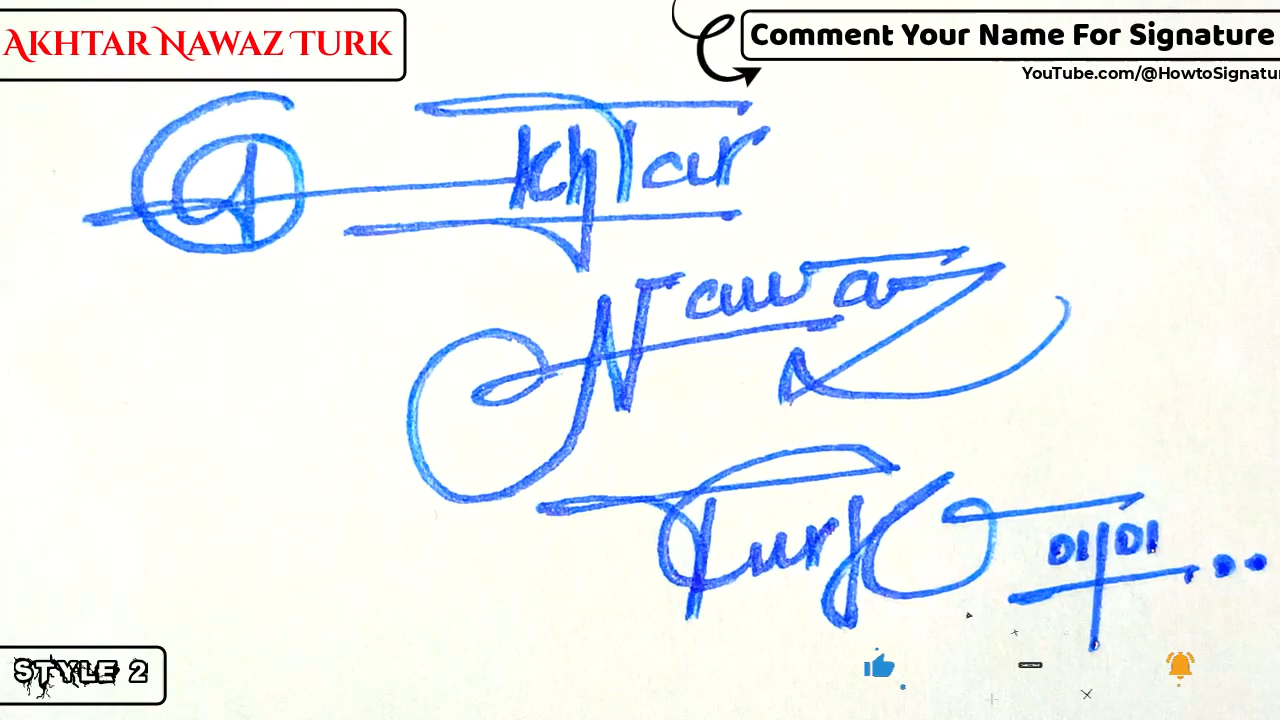 AKHTAR NAWAZ TURK
Comment Your Name For Signature
YouTube.com/@HowtoSignatur
Akhtar
Nawaz
Turk
01/01
STYLE 2